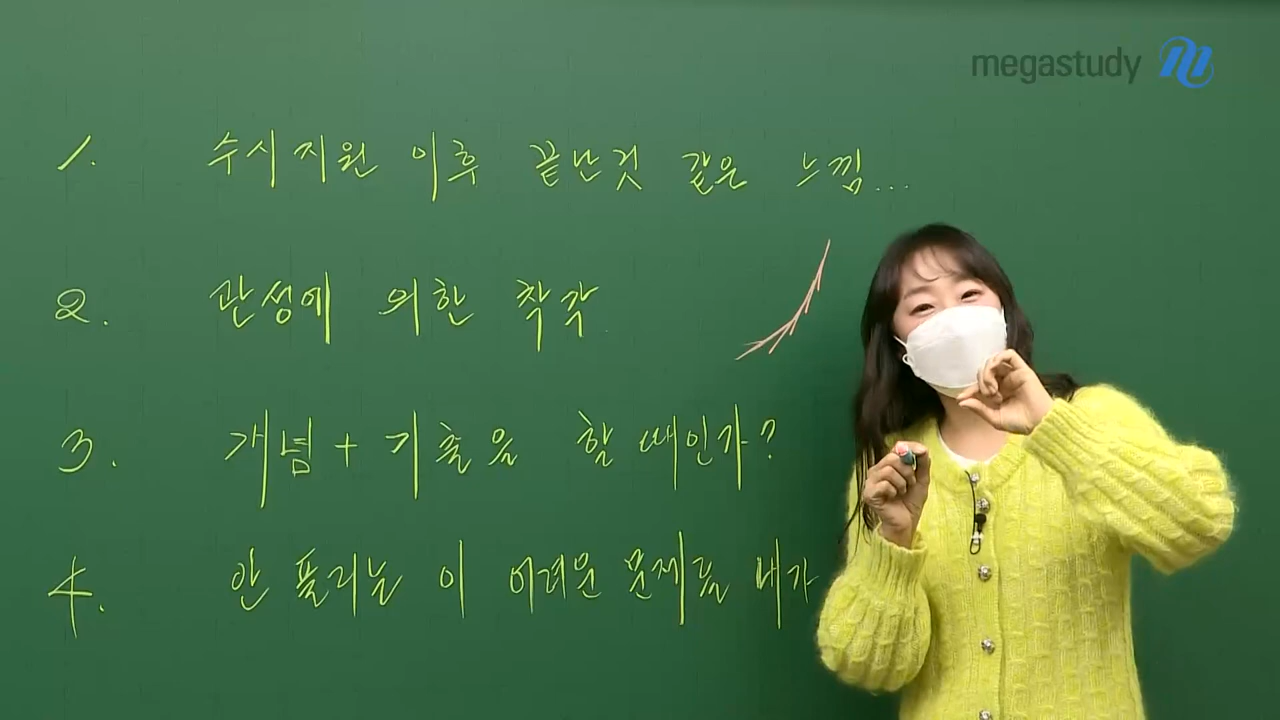 megastudy
1. 수시지원 이후 끝난것 같은 느낌...
2. 관성에 의한 착각
3. 개념 + 기출을 할 때인가?
4. 안 풀리는 이 어려운 문제를 내가